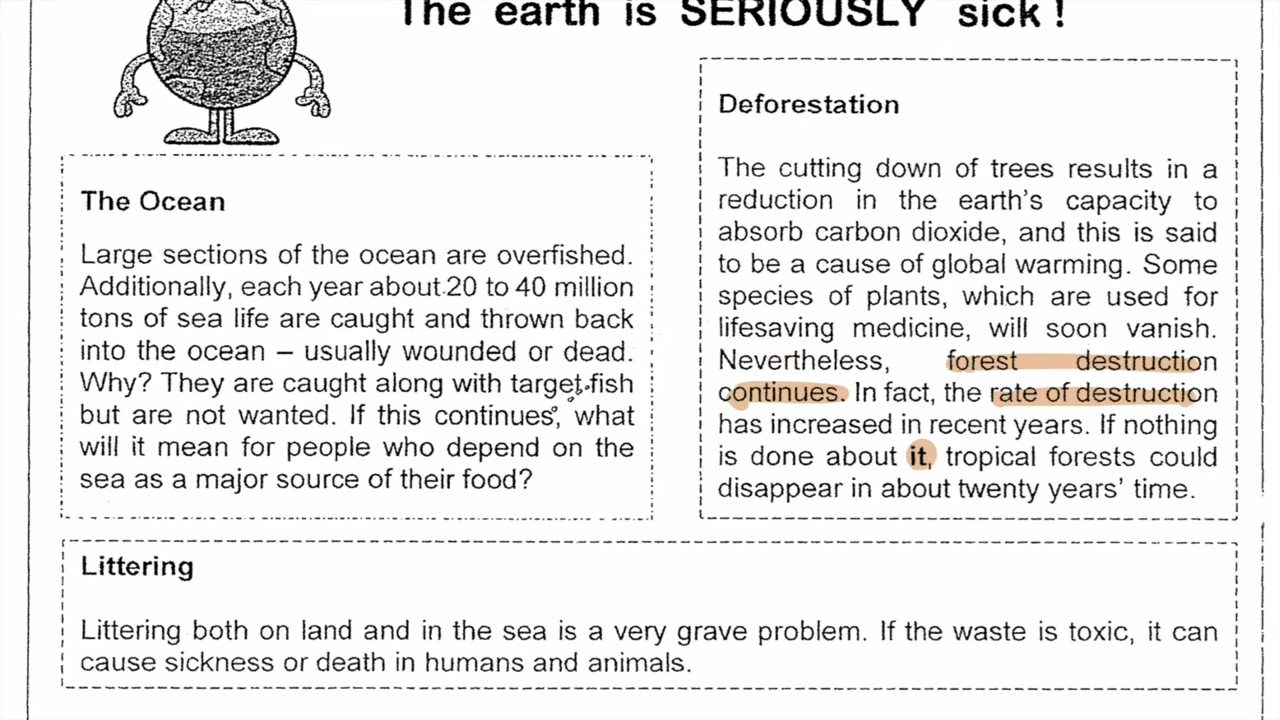 The earth is SERIOUSLY sick!
The Ocean
Large sections of the ocean are overfished.
Additionally, each year about 20 to 40 million
tons of sea life are caught and thrown back
into the ocean – usually wounded or dead.
Why? They are caught along with target fish
but are not wanted. If this continues, what
will it mean for people who depend on the
sea as a major source of their food?
Deforestation
The cutting down of trees results in a
reduction in the earth's capacity to
absorb carbon dioxide, and this is said
to be a cause of global warming. Some
species of plants, which are used for
lifesaving medicine, will soon vanish.
Nevertheless, forest destruction
continues. In fact, the rate of destruction
has increased in recent years. If nothing
is done about it, tropical forests could
disappear in about twenty years' time.
Littering
Littering both on land and in the sea is a very grave problem. If the waste is toxic, it can
cause sickness or death in humans and animals.